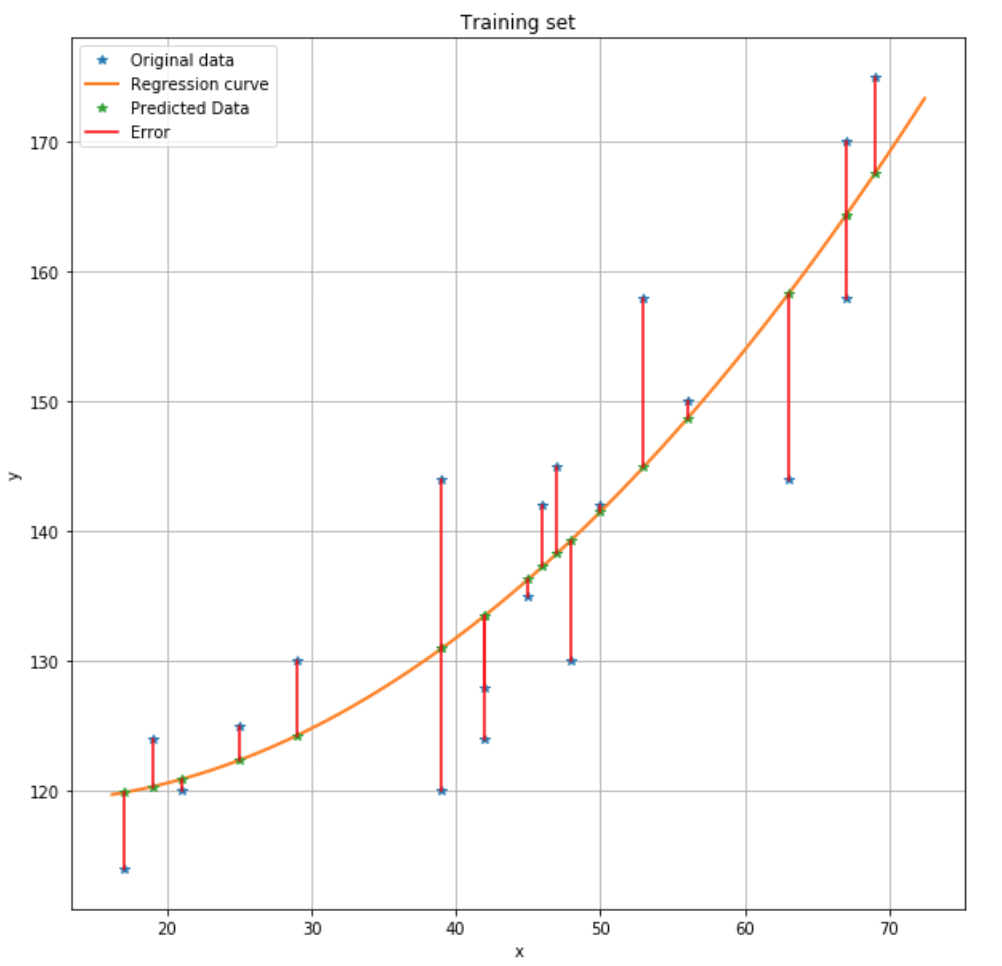 Training set
Original data
Regression curve
Predicted Data
Error
y
170
160
150
140
130
120
20 30 40 50 60 70
x